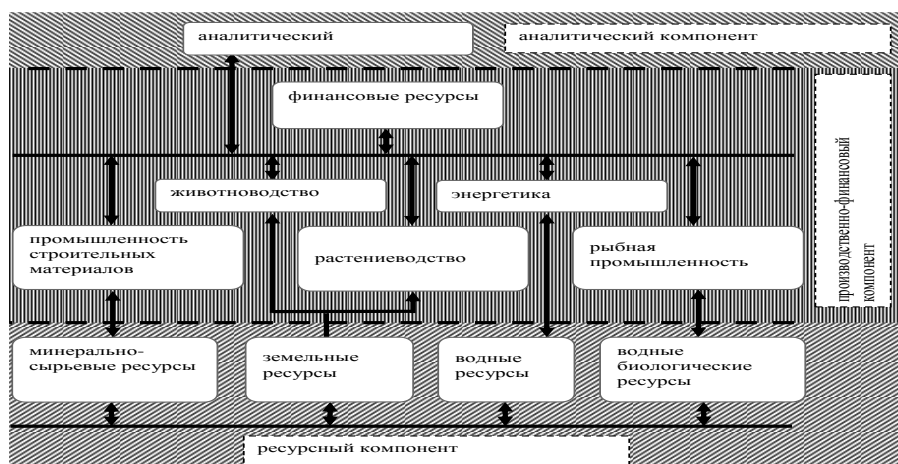 аналитический
аналитический компонент
финансовые ресурсы
животноводство
энергетика
промышленность
строительных
материалов
растениеводство
рыбная
промышленность
производственно-финансовый
компонент
минерально-
сырьевые ресурсы
земельные
ресурсы
водные
ресурсы
водные
биологические
ресурсы
ресурсный компонент